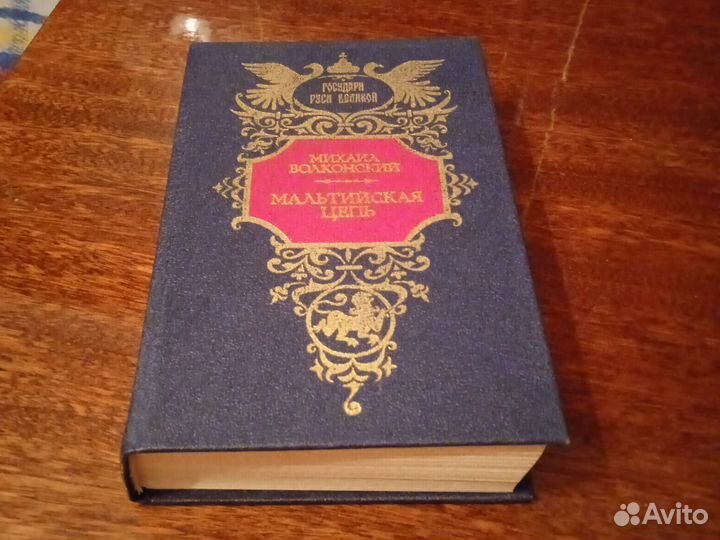 ГОСУДАРИ
РУСИ ВЕЛИКОЙ
МИХАИЛ
ВОЛКОНСКИЙ
МАЛЬТИЙСКАЯ
ЦЕПЬ
Avito